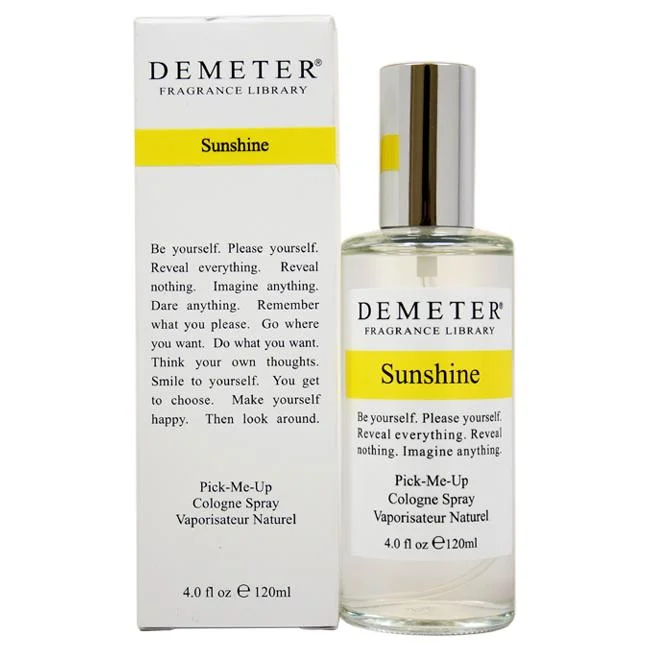 DEMETER®
FRAGRANCE LIBRARY
Sunshine
Be yourself. Please yourself.
Reveal everything. Reveal
nothing. Imagine anything.
Dare anything. Remember
what you please. Go where
you want. Do what you want.
Think your own thoughts.
Smile to yourself. You get
to choose. Make yourself
happy. Then look around.
Pick-Me-Up
Cologne Spray
Vaporisateur Naturel
4.0 fl oz ℮ 120ml
DEMETER®
FRAGRANCE LIBRARY
Sunshine
Be yourself. Please yourself.
Reveal everything. Reveal
nothing. Imagine anything.
Pick-Me-Up
Cologne Spray
Vaporisateur Naturel
4.0 fl oz ℮120ml